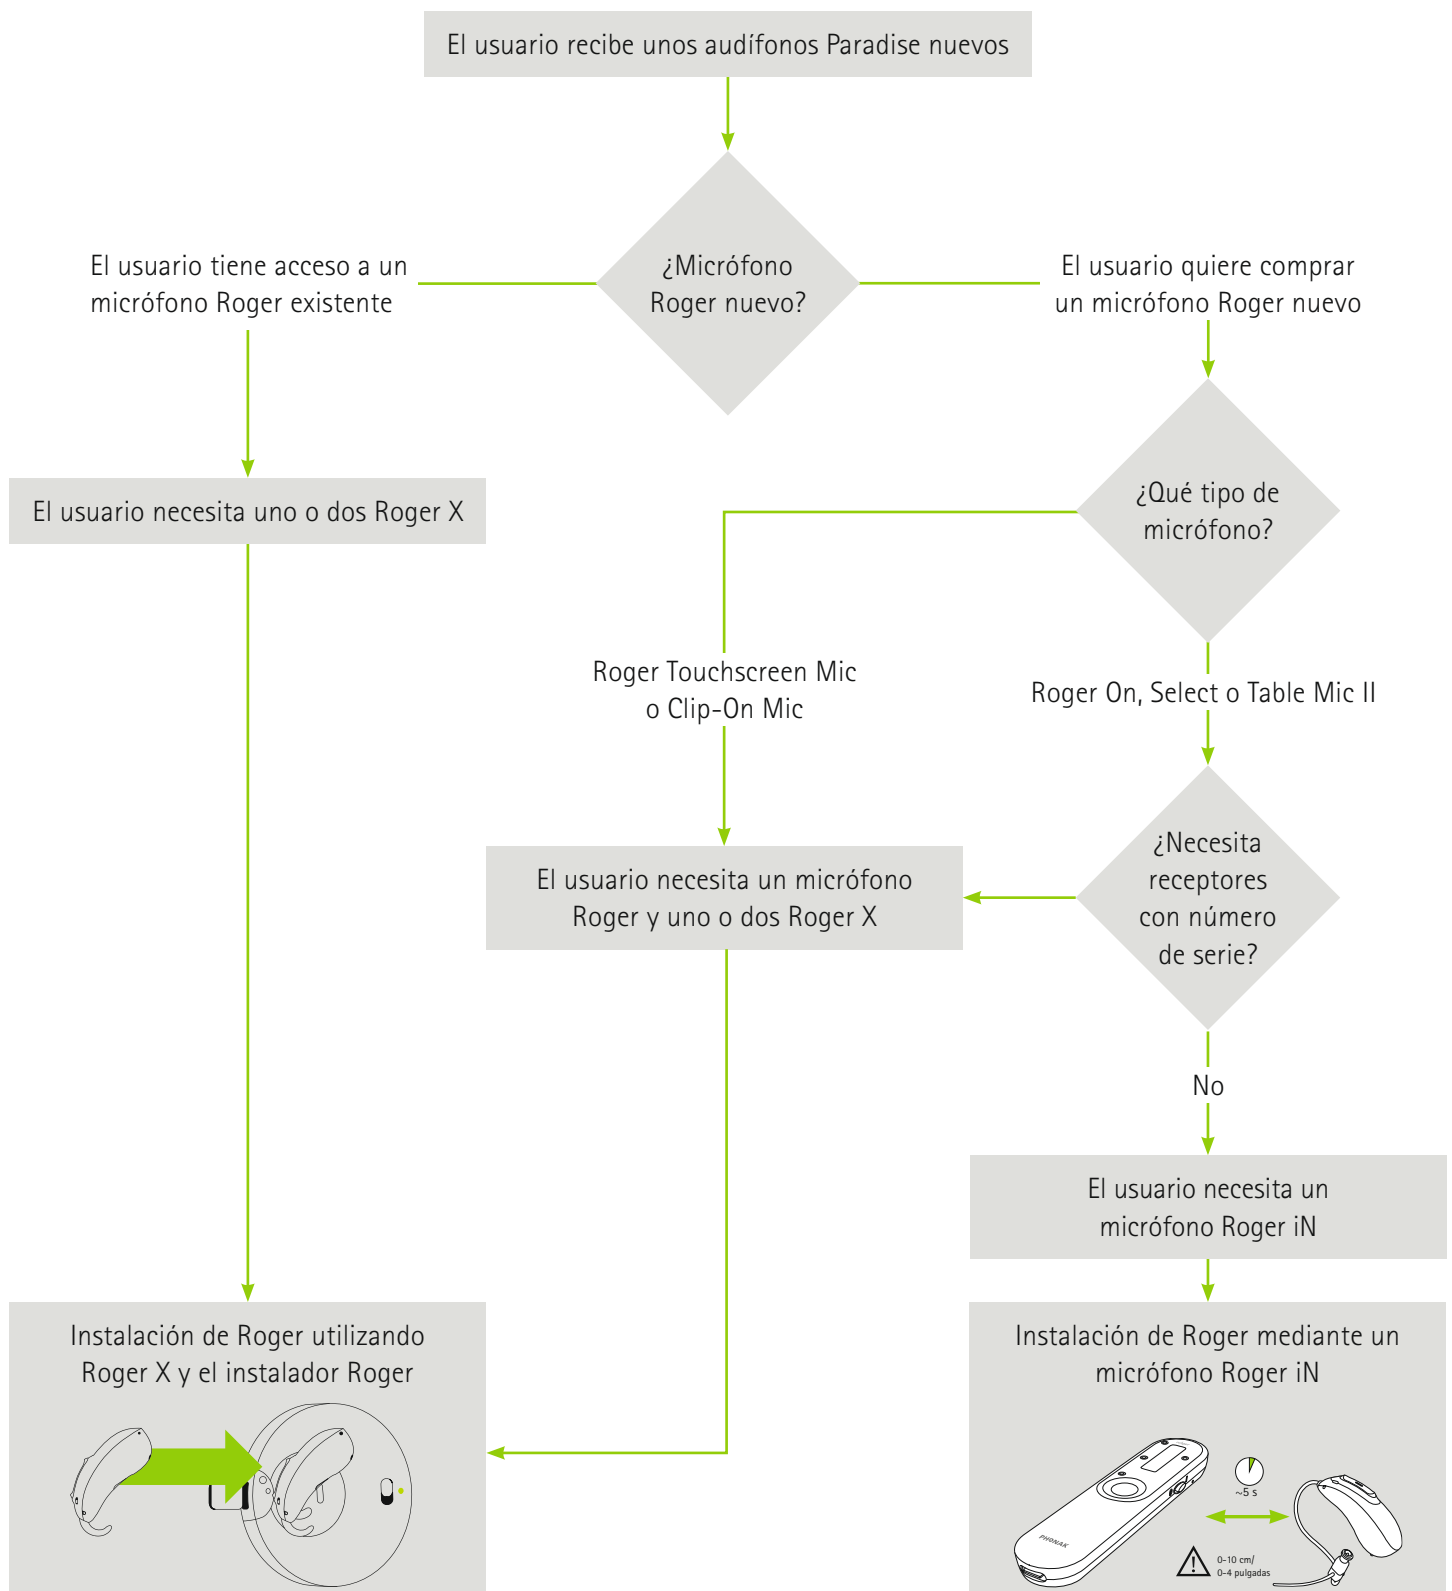 El usuario recibe unos audífonos Paradise nuevos
¿Micrófono
Roger nuevo?
El usuario tiene acceso a un
micrófono Roger existente
El usuario quiere comprar
un micrófono Roger nuevo
El usuario necesita uno o dos Roger X
¿Qué tipo de
micrófono?
Roger Touchscreen Mic
o Clip-On Mic
Roger On, Select o Table Mic II
¿Necesita
receptores
con número
de serie?
El usuario necesita un micrófono
Roger y uno o dos Roger X
No
El usuario necesita un
micrófono Roger iN
Instalación de Roger utilizando
Roger X y el instalador Roger
Instalación de Roger mediante un
micrófono Roger iN
~5 s
PHONAK
0-10 cm/
0-4 pulgadas